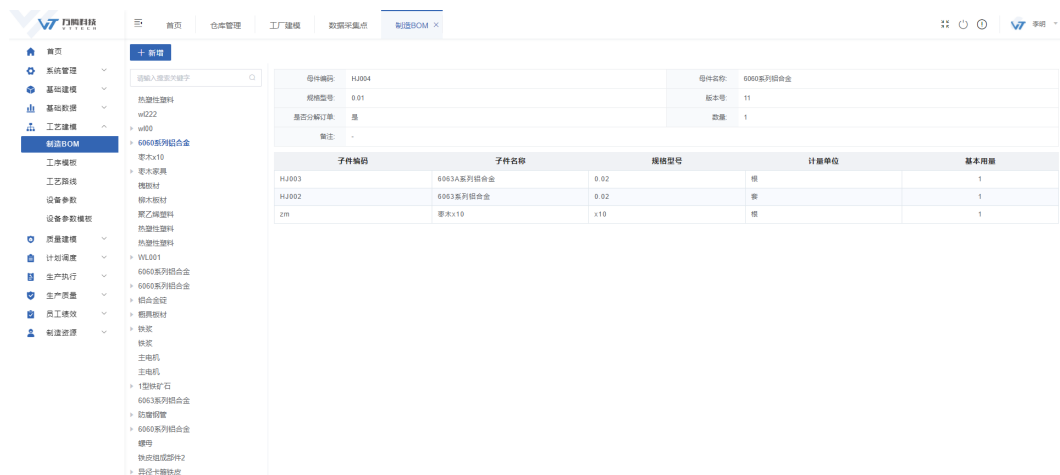 万腾科技
VTTECH
首页 仓库管理 工厂建模 数据采集点 制造BOM ×
李明
首页
系统管理
基础建模
基础数据
工艺建模
制造BOM
工序模板
工艺路线
设备参数
设备参数模板
质量建模
计划调度
生产执行
生产质量
员工绩效
制造资源
+ 新增
请输入搜索关键字
热塑性塑料
wl222
wl00
6060系列铝合金
枣木x10
枣木家具
槐板材
柳木板材
聚乙烯塑料
热塑性塑料
热塑性塑料
WL001
6060系列铝合金
6060系列铝合金
铝合金锭
橱具板材
铁浆
铁浆
主电机
主电机
1型铁矿石
6063系列铝合金
防腐钢管
6060系列铝合金
螺母
铁皮组成部件2
异径卡箍铁皮
母件编码: HJ004 母件名称: 6060系列铝合金
规格型号: 0.01 版本号: 11
是否分解订单: 是 数量: 1
备注: -
子件编码 子件名称 规格型号 计量单位 基本用量
HJ003 6063A系列铝合金 0.02 根 1
HJ002 6063系列铝合金 0.02 套 1
zm 枣木x10 x10 根 1